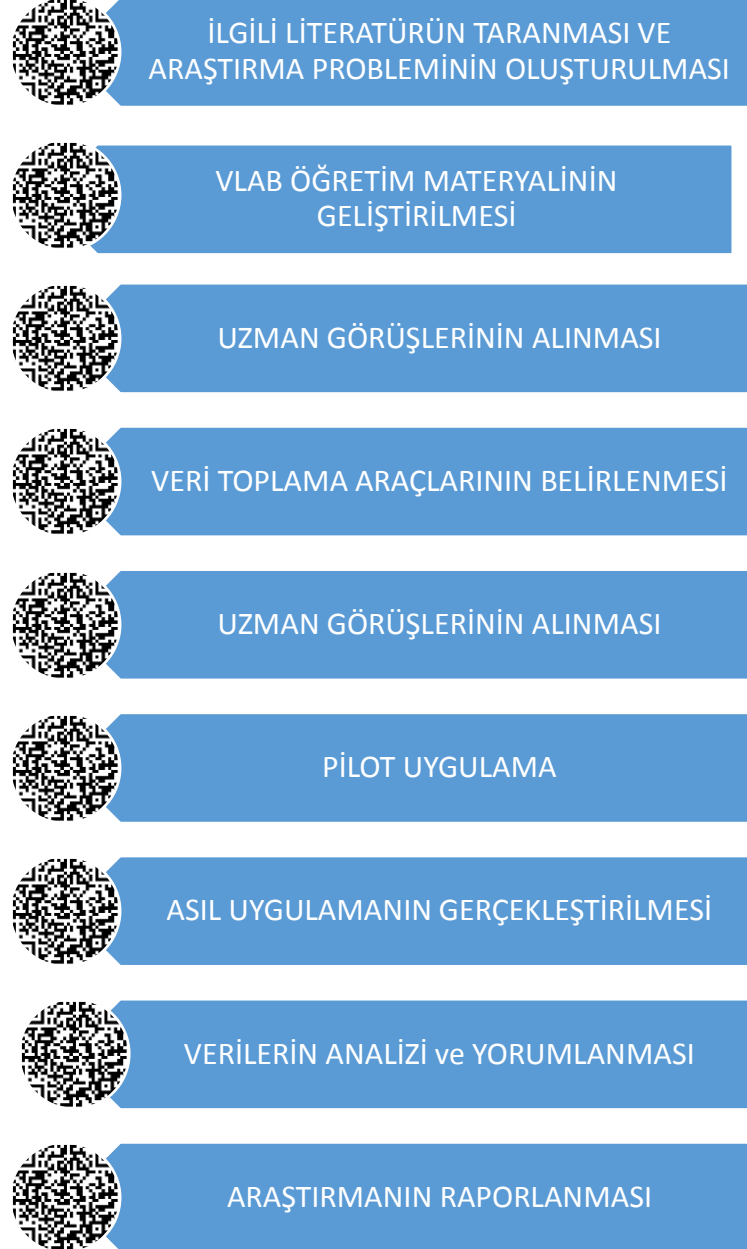 İLGİLİ LİTERATÜRÜN TARANMASI VE
ARAŞTIRMA PROBLEMİNİN OLUŞTURULMASI
VLAB ÖĞRETİM MATERYALİNİN
GELİŞTİRİLMESİ
UZMAN GÖRÜŞLERİNİN ALINMASI
VERİ TOPLAMA ARAÇLARININ BELİRLENMESİ
UZMAN GÖRÜŞLERİNİN ALINMASI
PİLOT UYGULAMA
ASIL UYGULAMANIN GERÇEKLEŞTİRİLMESİ
VERİLERİN ANALİZİ ve YORUMLANMASI
ARAŞTIRMANIN RAPORLANMASI